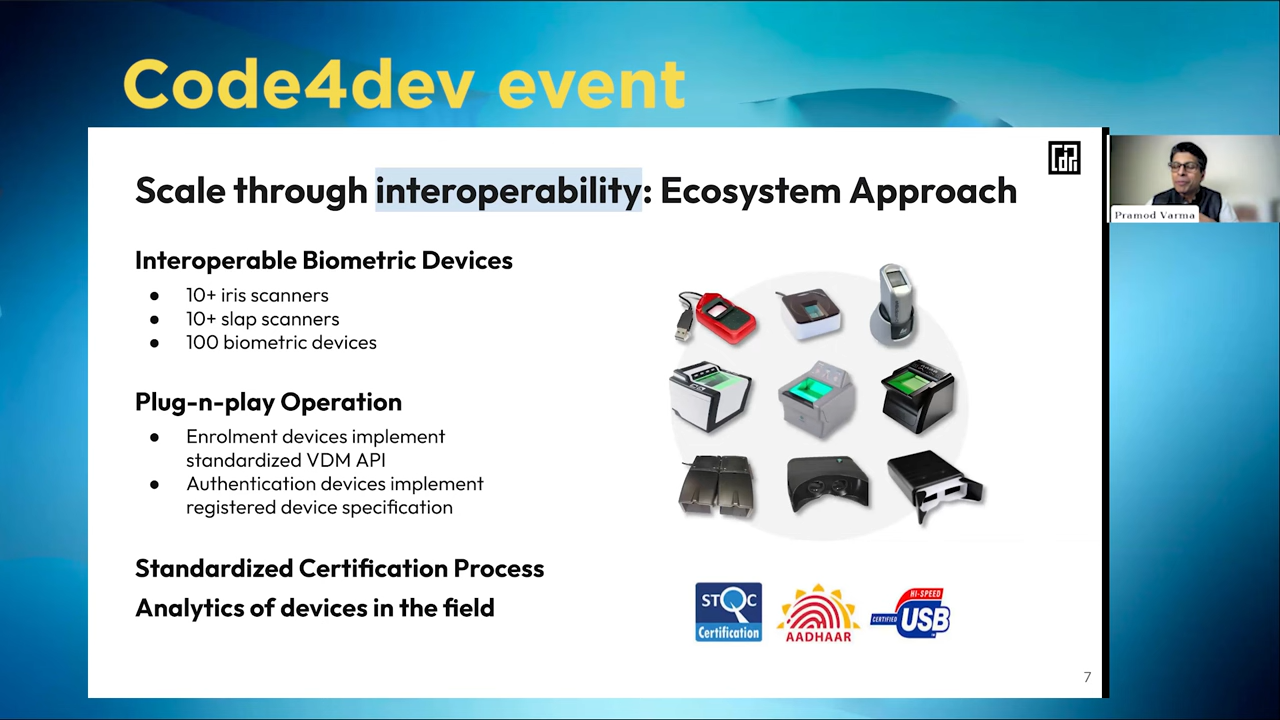 Code4dev event
Scale through interoperability: Ecosystem Approach
Pramod Varma
Interoperable Biometric Devices
● 10+ iris scanners
● 10+ slap scanners
● 100 biometric devices
Plug-n-play Operation
● Enrolment devices implement
standardized VDM API
● Authentication devices implement
registered device specification
Standardized Certification Process
Analytics of devices in the field
STQC
Certification
AADHAAR
HI-SPEED
CERTIFIED
USB
7